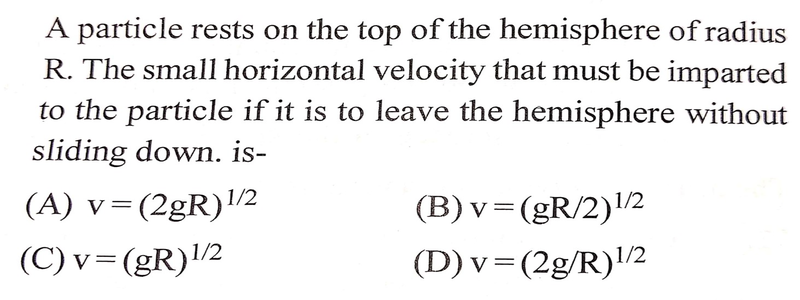 A particle rests on the top of the hemisphere of radius
R. The small horizontal velocity that must be imparted
to the particle if it is to leave the hemisphere without
sliding down. is-
(A) v=(2gR)^1/2 (B) v=(gR/2)^1/2
(C) v=(gR)^1/2 (D) v=(2g/R)^1/2